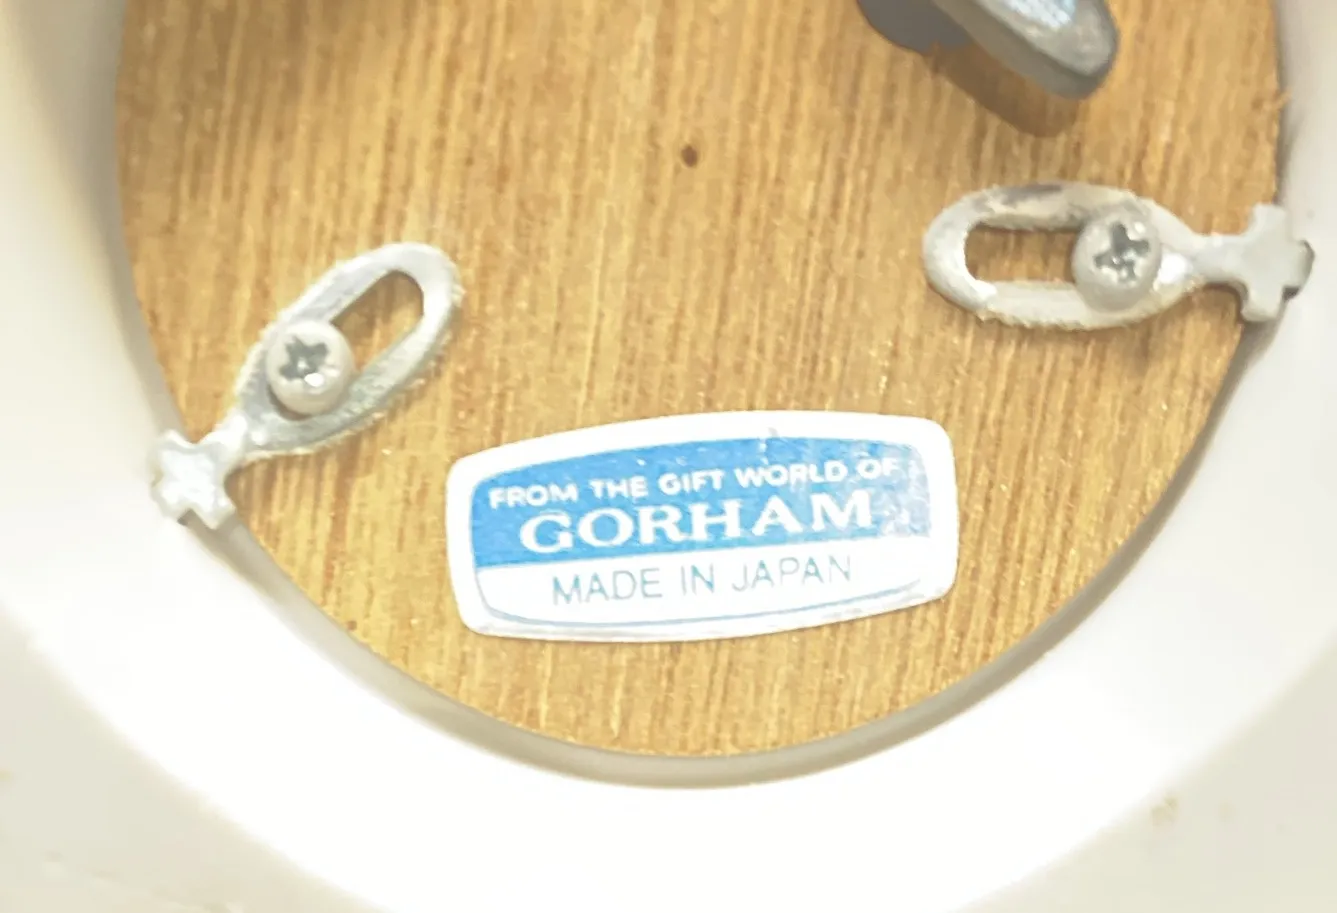 FROM THE GIFT WORLD OF
GORHAM
MADE IN JAPAN